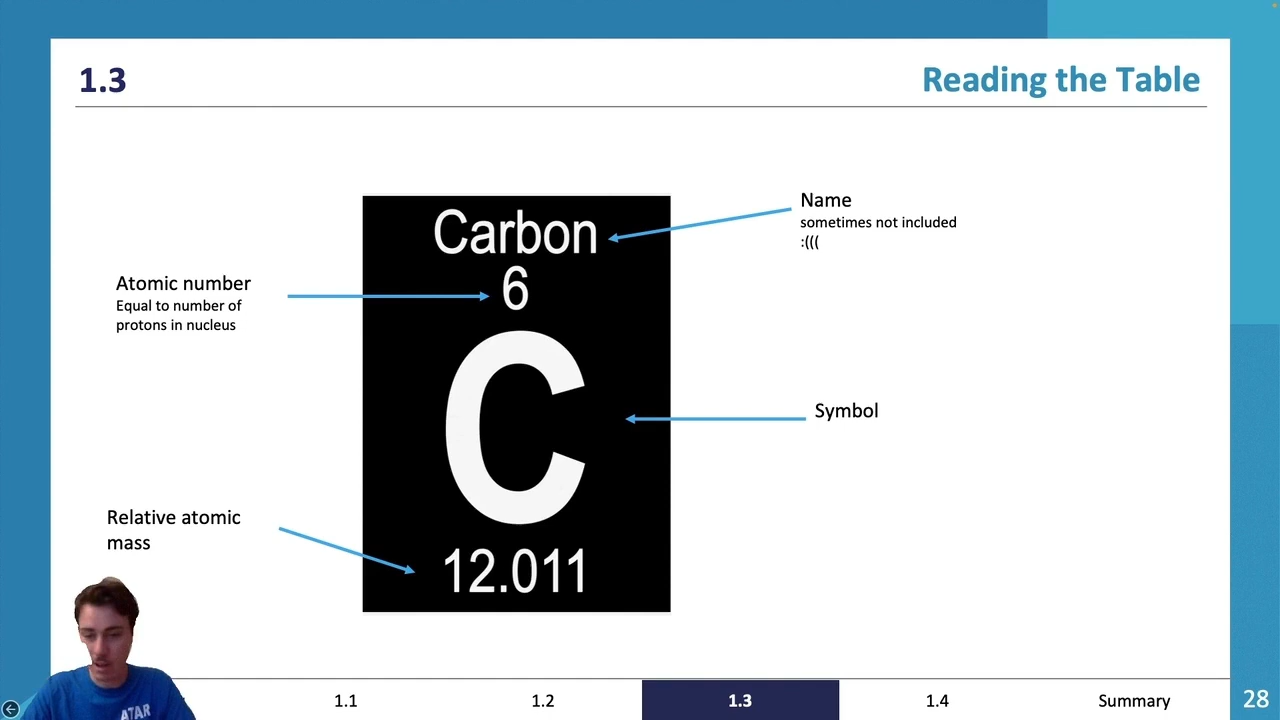 1.3
Reading the Table
Carbon
6
C
12.011
Name
sometimes not included
:(((
Atomic number
Equal to number of
protons in nucleus
Symbol
Relative atomic
mass
ATAR
1.1
1.2
1.3
1.4
Summary
28